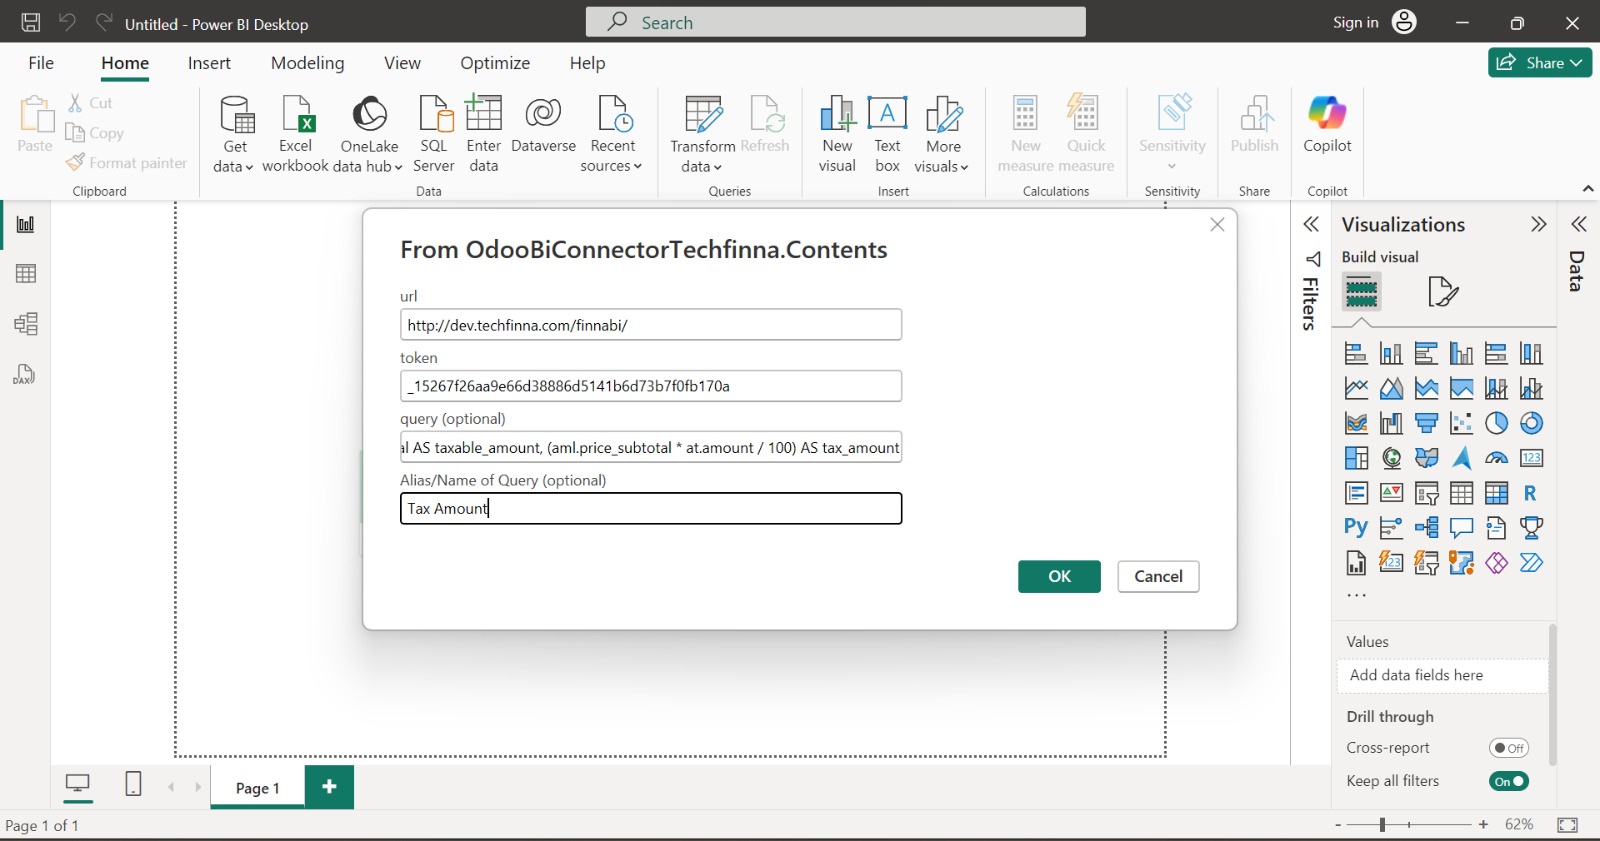 Untitled - Power BI Desktop
Search
Sign in
File Home Insert Modeling View Optimize Help
Share
Paste
Cut
Copy
Format painter
Clipboard
Get data
Excel workbook
OneLake data hub
SQL Server
Enter data
Dataverse
Recent sources
Data
Transform data
Refresh
Queries
New visual
Text box
More visuals
Insert
New measure
Quick measure
Calculations
Sensitivity
Sensitivity
Publish
Share
Copilot
Copilot
From OdooBiConnectorTechfinna.Contents
url
http://dev.techfinna.com/finnabi/
token
_15267f26aa9e66d38886d5141b6d73b7f0fb170a
query (optional)
al AS taxable_amount, (aml.price_subtotal * at.amount / 100) AS tax_amount
Alias/Name of Query (optional)
Tax Amount
OK
Cancel
Filters
Visualizations
Build visual
Data
DAX
123
R
Py
123
Values
Add data fields here
Drill through
Cross-report
Off
Keep all filters
On
Page 1
Page 1 of 1
- + 62%